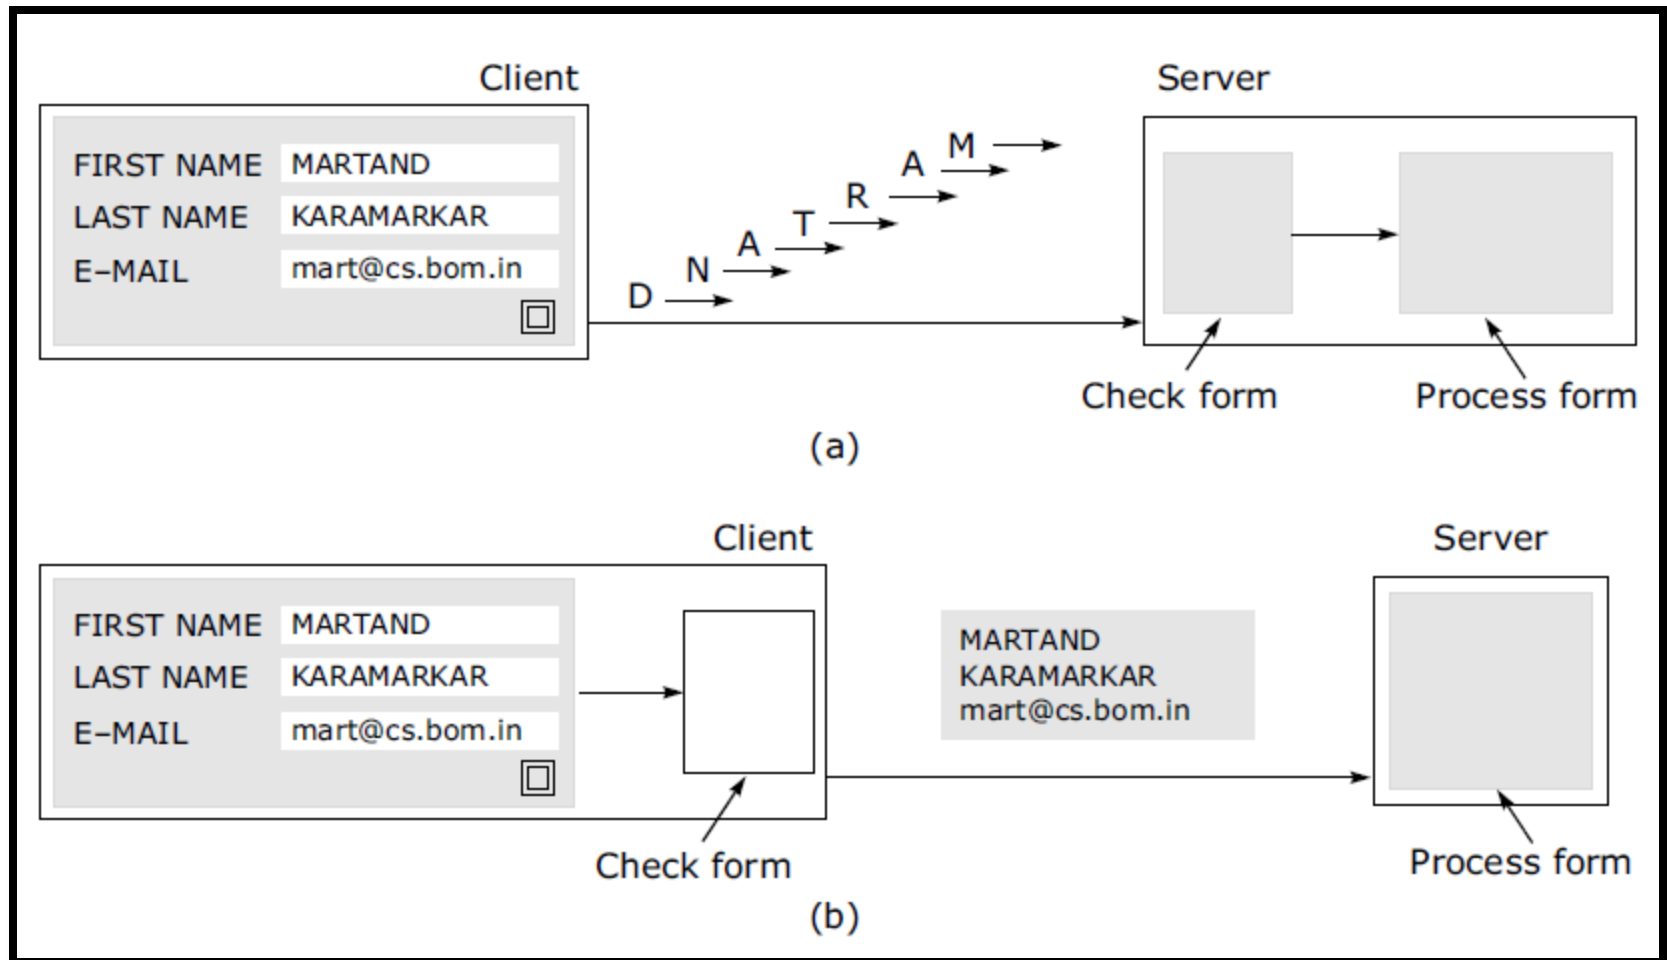 Client
Server
FIRST NAME MARTAND
LAST NAME KARAMARKAR
E–MAIL mart@cs.bom.in
D N A T R A M
Check form
Process form
(a)
Client
Server
FIRST NAME MARTAND
LAST NAME KARAMARKAR
E–MAIL mart@cs.bom.in
MARTAND
KARAMARKAR
mart@cs.bom.in
Check form
Process form
(b)